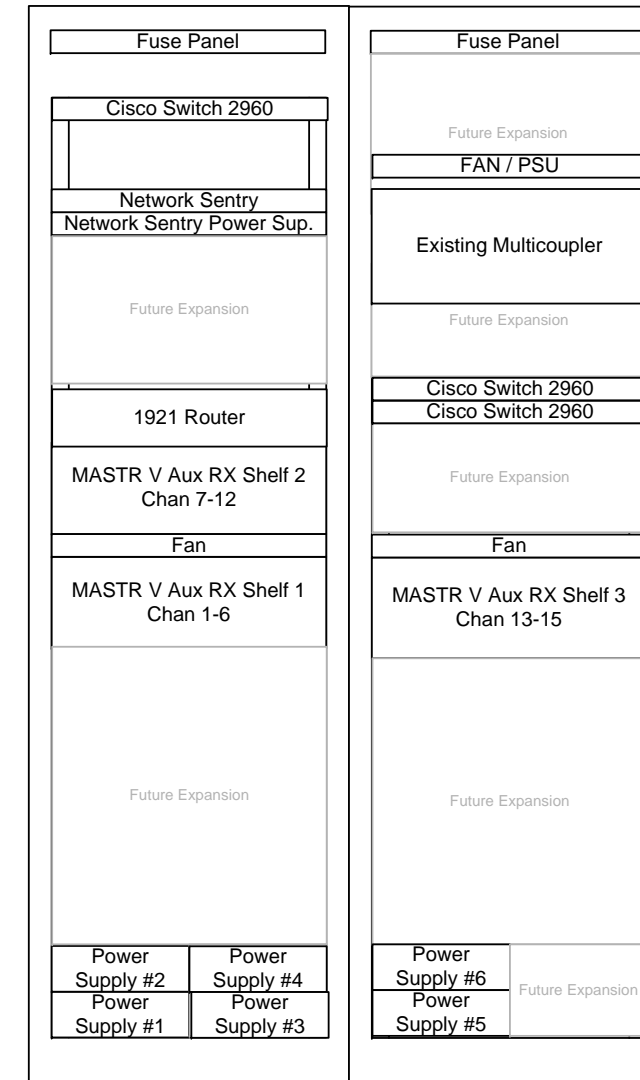 Fuse Panel
Cisco Switch 2960
Network Sentry
Network Sentry Power Sup.
Future Expansion
1921 Router
MASTR V Aux RX Shelf 2
Chan 7-12
Fan
MASTR V Aux RX Shelf 1
Chan 1-6
Future Expansion
Power
Supply #2
Power
Supply #4
Power
Supply #1
Power
Supply #3
Fuse Panel
Future Expansion
FAN / PSU
Existing Multicoupler
Future Expansion
Cisco Switch 2960
Cisco Switch 2960
Future Expansion
Fan
MASTR V Aux RX Shelf 3
Chan 13-15
Future Expansion
Power
Supply #6
Future Expansion
Power
Supply #5